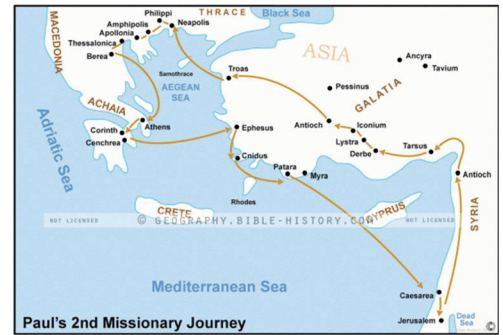 Philippi
THRACE
Black Sea
Neapolis
Amphipolis
Apollonia
Thessalonica
Berea
MACEDONIA
ASIA
Ancyra
Tavium
Troas
Samothrace
AEGEAN
SEA
Pessinus
GALATIA
ACHAIA
Adriatic Sea
Athens
Corinth
Cenchrea
Ephesus
Antioch
Iconium
Lystra
Derbe
Tarsus
Antioch
Cnidus
Patara
Myra
Rhodes
SYRIA
CRETE
CYPRUS
NOT LICENSED
© GEOGRAPHY.BIBLE-HISTORY.COM
NOT LICENSED
Mediterranean Sea
Caesarea
Jerusalem
Dead
Sea
Paul's 2nd Missionary Journey
©